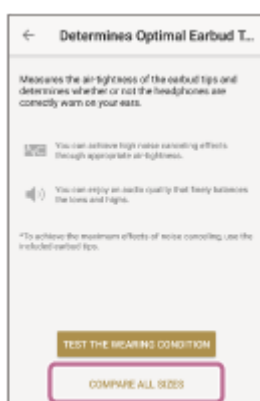 Determines Optimal Earbud T...
Measures the air-tightness of the earbud tips and
determines whether or not the headphones are
correctly worn on your ears.
You can achieve high noise canceling effects
through appropriate air-tightness.
You can enjoy an audio quality that finely balances
the lows and highs.
*To achieve the maximum effects of noise canceling, use the
included earbud tips.
TEST THE WEARING CONDITION
COMPARE ALL SIZES